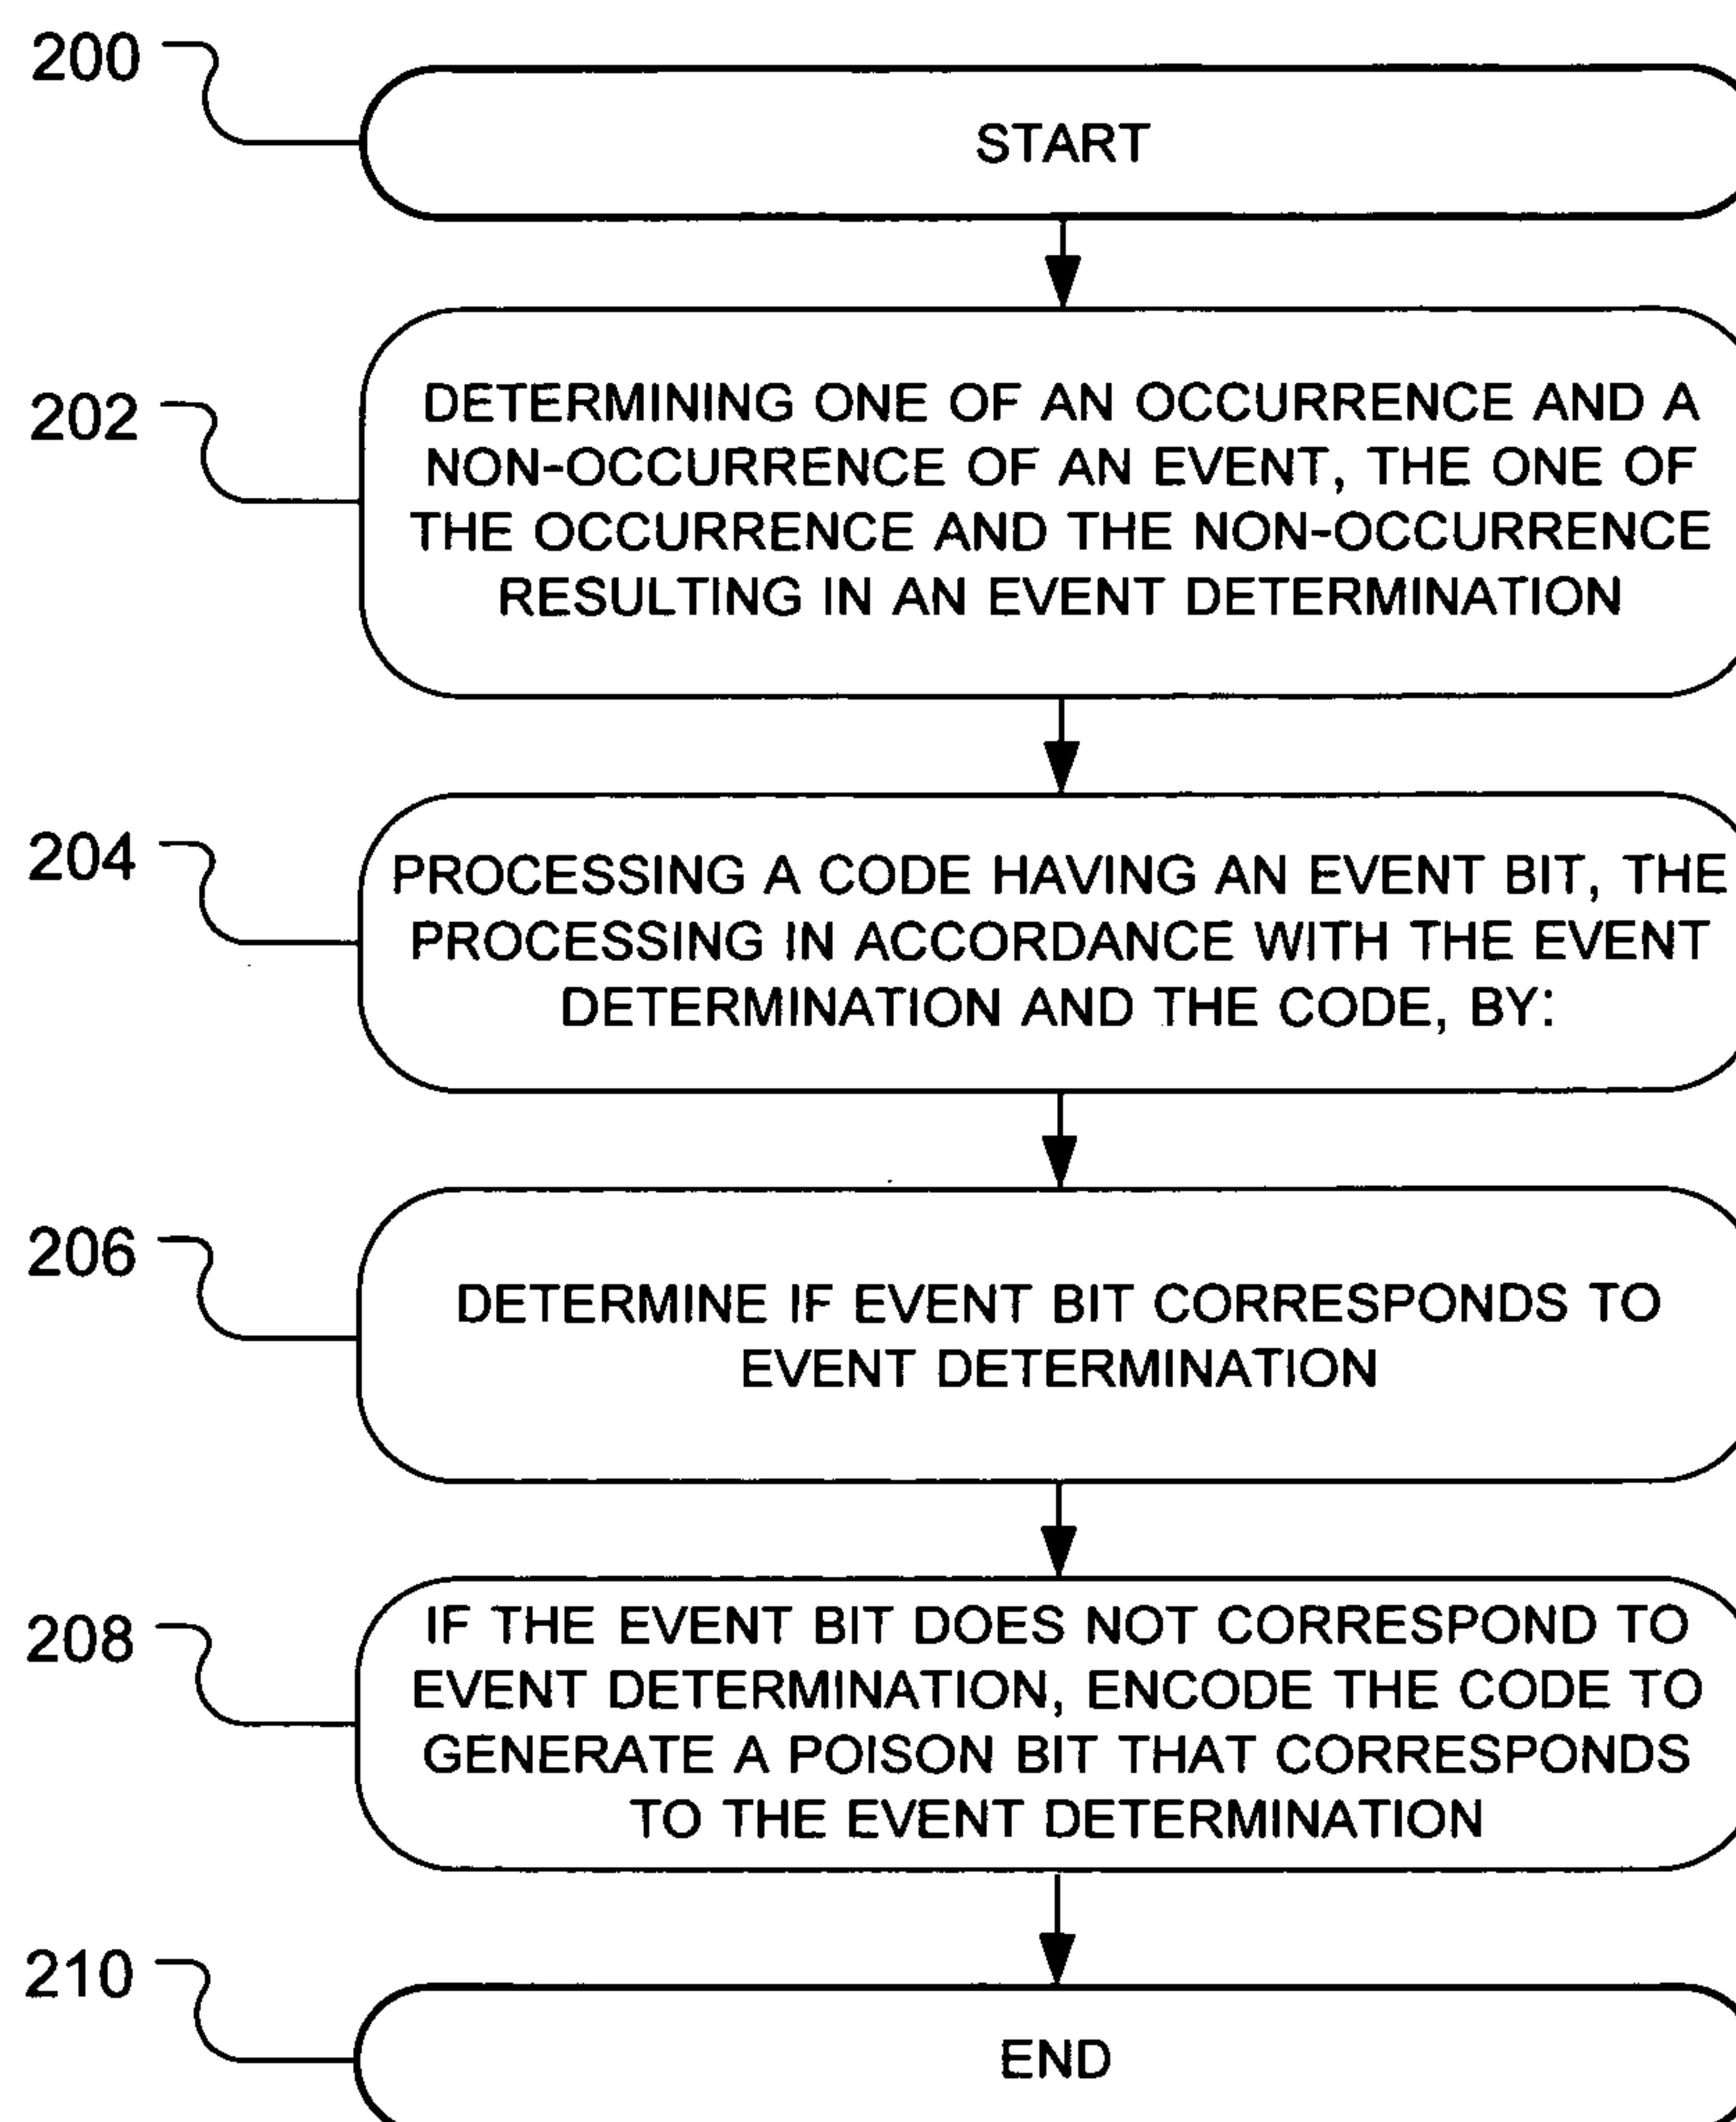 200
START
202
DETERMINING ONE OF AN OCCURRENCE AND A
NON-OCCURRENCE OF AN EVENT, THE ONE OF
THE OCCURRENCE AND THE NON-OCCURRENCE
RESULTING IN AN EVENT DETERMINATION
204
PROCESSING A CODE HAVING AN EVENT BIT, THE
PROCESSING IN ACCORDANCE WITH THE EVENT
DETERMINATION AND THE CODE, BY:
206
DETERMINE IF EVENT BIT CORRESPONDS TO
EVENT DETERMINATION
208
IF THE EVENT BIT DOES NOT CORRESPOND TO
EVENT DETERMINATION, ENCODE THE CODE TO
GENERATE A POISON BIT THAT CORRESPONDS
TO THE EVENT DETERMINATION
210
END